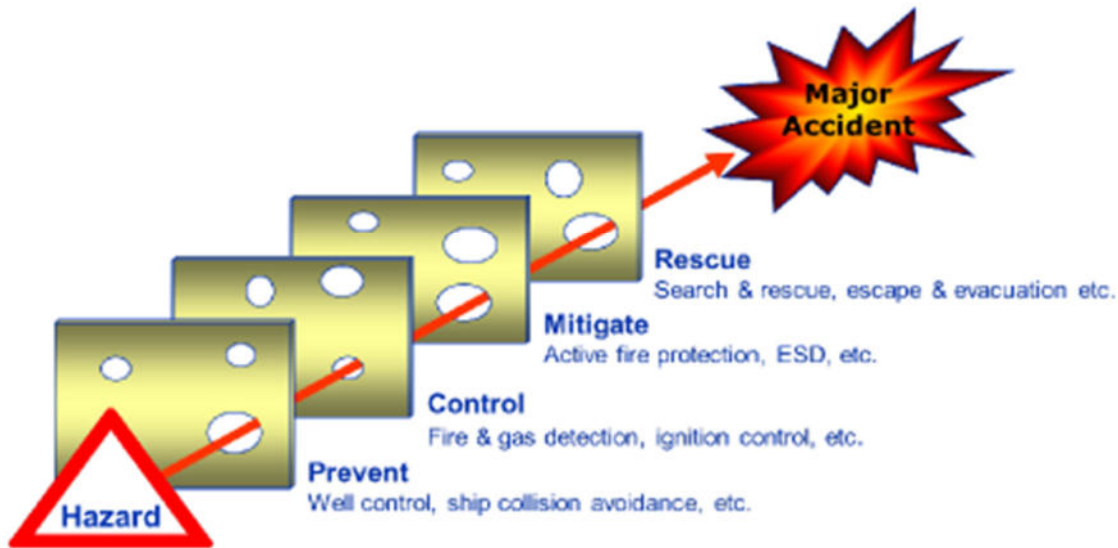 Major
Accident
Rescue
Search & rescue, escape & evacuation etc.
Mitigate
Active fire protection, ESD, etc.
Control
Fire & gas detection, ignition control, etc.
Prevent
Well control, ship collision avoidance, etc.
Hazard